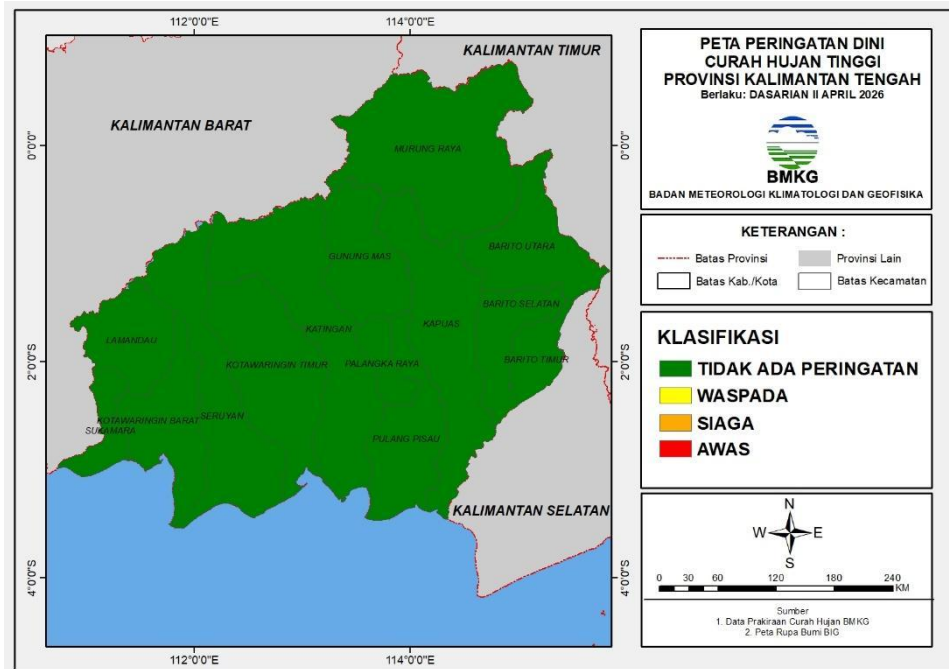 112°0'0"E
114°0'0"E
KALIMANTAN TIMUR
KALIMANTAN BARAT
0°0'0"
0°0'0"
MURUNG RAYA
GUNUNG MAS
BARITO UTARA
BARITO SELATAN
KATINGAN
KAPUAS
LAMANDAU
2°0'0"S
KOTAWARINGIN TIMUR
PALANGKA RAYA
BARITO TIMUR
2°0'0"S
KOTAWARINGIN BARAT
SERUYAN
SUKAMARA
PULANG PISAU
KALIMANTAN SELATAN
4°0'0"S
4°0'0"S
112°0'0"E
114°0'0"E
PETA PERINGATAN DINI
CURAH HUJAN TINGGI
PROVINSI KALIMANTAN TENGAH
Berlaku: DASARIAN II APRIL 2026
BMKG
BADAN METEOROLOGI KLIMATOLOGI DAN GEOFISIKA
KETERANGAN :
Batas Provinsi
Provinsi Lain
Batas Kab./Kota
Batas Kecamatan
KLASIFIKASI
TIDAK ADA PERINGATAN
WASPADA
SIAGA
AWAS
N
W E
S
0 15 30 60 120 180 240
KM
Sumber
1. Data Prakiraan Curah Hujan BMKG
2. Peta Rupa Bumi BIG